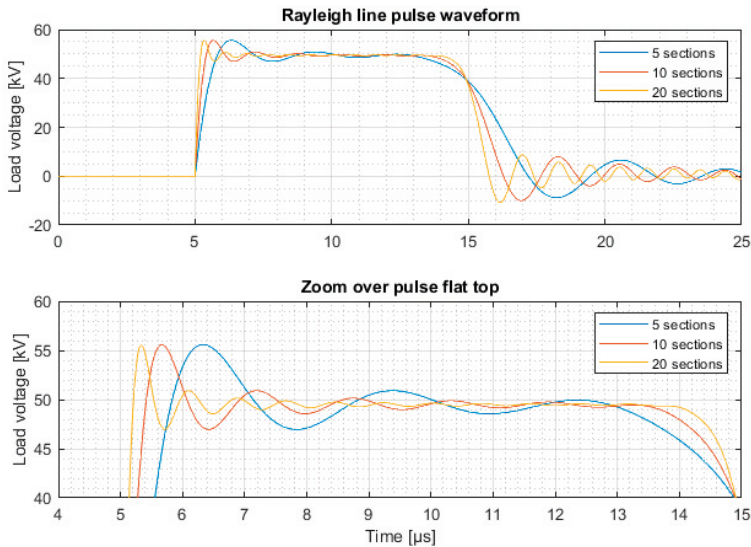 Rayleigh line pulse waveform
Load voltage [kV]
60
40
20
0
-20
0 5 10 15 20 25
5 sections
10 sections
20 sections
Zoom over pulse flat top
Load voltage [kV]
60
55
50
45
40
4 5 6 7 8 9 10 11 12 13 14 15
5 sections
10 sections
20 sections
Time [µs]